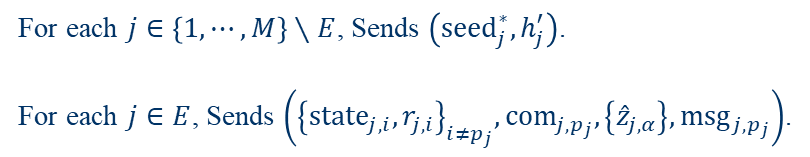 For each j ∈ {1, ⋯ , M} \ E, Sends (seed*_j, h′_j).
For each j ∈ E, Sends ({state_{j,i}, r_{j,i}}_{i≠p_j}, com_{j,p_j}, {ẑ_{j,α}}, msg_{j,p_j}).